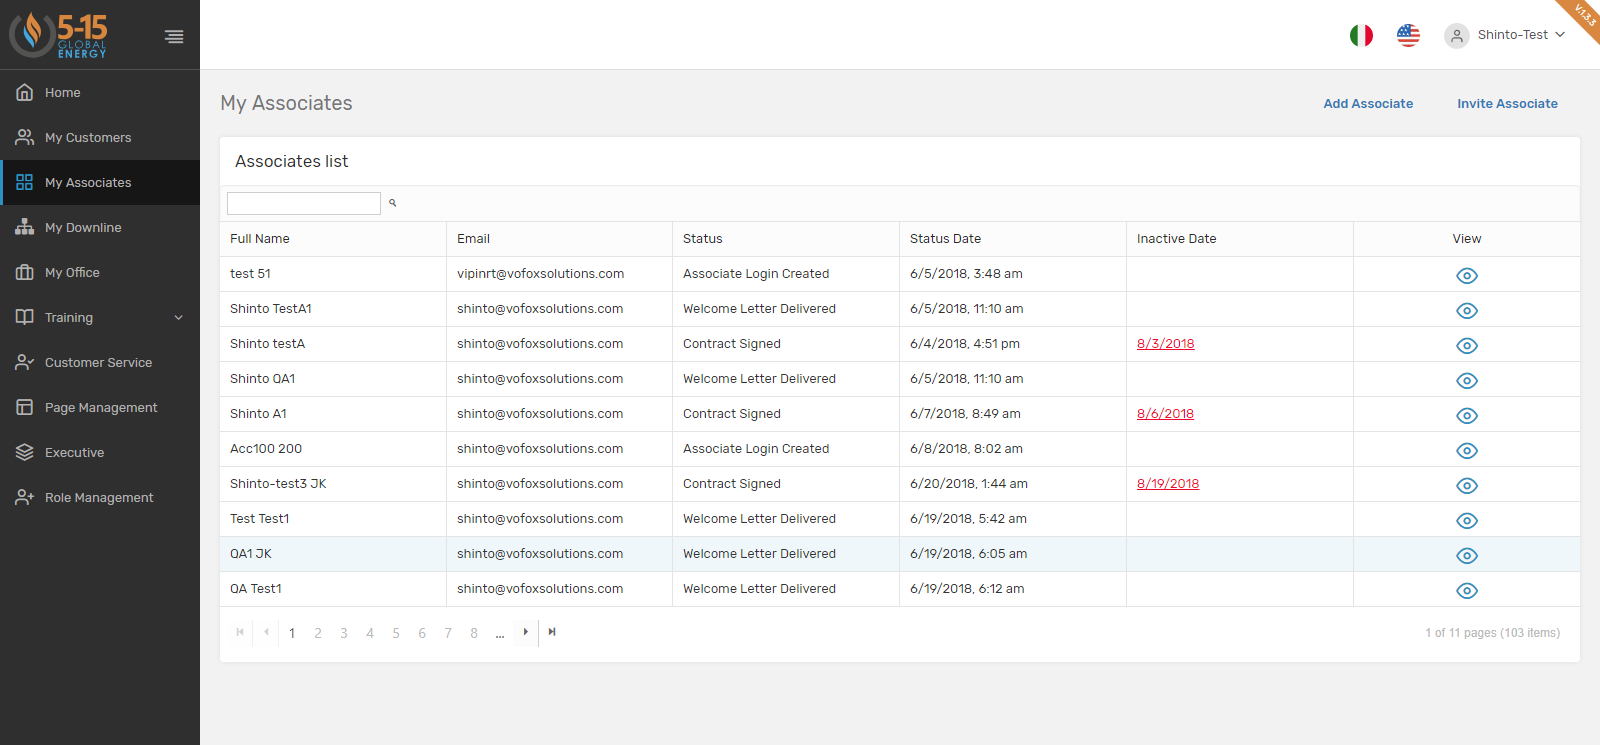 5-15
GLOBAL
ENERGY
Shinto-Test
V.1.3.3
Home
My Customers
My Associates
My Downline
My Office
Training
Customer Service
Page Management
Executive
Role Management
My Associates
Add Associate Invite Associate
Associates list
Full Name Email Status Status Date Inactive Date View
test 51 vipinrt@vofoxsolutions.com Associate Login Created 6/5/2018, 3:48 am
Shinto TestA1 shinto@vofoxsolutions.com Welcome Letter Delivered 6/5/2018, 11:10 am
Shinto testA shinto@vofoxsolutions.com Contract Signed 6/4/2018, 4:51 pm 8/3/2018
Shinto QA1 shinto@vofoxsolutions.com Welcome Letter Delivered 6/5/2018, 11:10 am
Shinto A1 shinto@vofoxsolutions.com Contract Signed 6/7/2018, 8:49 am 8/6/2018
Acc100 200 shinto@vofoxsolutions.com Associate Login Created 6/8/2018, 8:02 am
Shinto-test3 JK shinto@vofoxsolutions.com Contract Signed 6/20/2018, 1:44 am 8/19/2018
Test Test1 shinto@vofoxsolutions.com Welcome Letter Delivered 6/19/2018, 5:42 am
QA1 JK shinto@vofoxsolutions.com Welcome Letter Delivered 6/19/2018, 6:05 am
QA Test1 shinto@vofoxsolutions.com Welcome Letter Delivered 6/19/2018, 6:12 am
1 2 3 4 5 6 7 8 ...
1 of 11 pages (103 items)